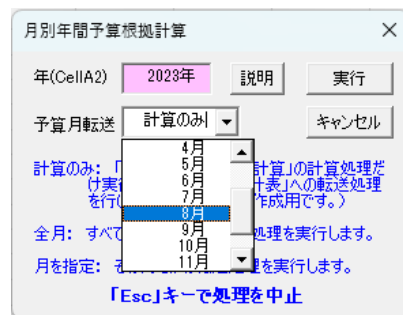 月別年間予算根拠計算
年(CellA2) 2023年 説明 実行
予算月転送 計算のみ キャンセル
4月
5月
6月
7月
8月
9月
10月
11月
計算のみ: 「 計算」の計算処理だ
け実 計表」への転送処理
を行 作成用です。)
全月: すべ 処理を実行します。
月を指定: 処理を実行します。
「Esc」キーで処理を中止